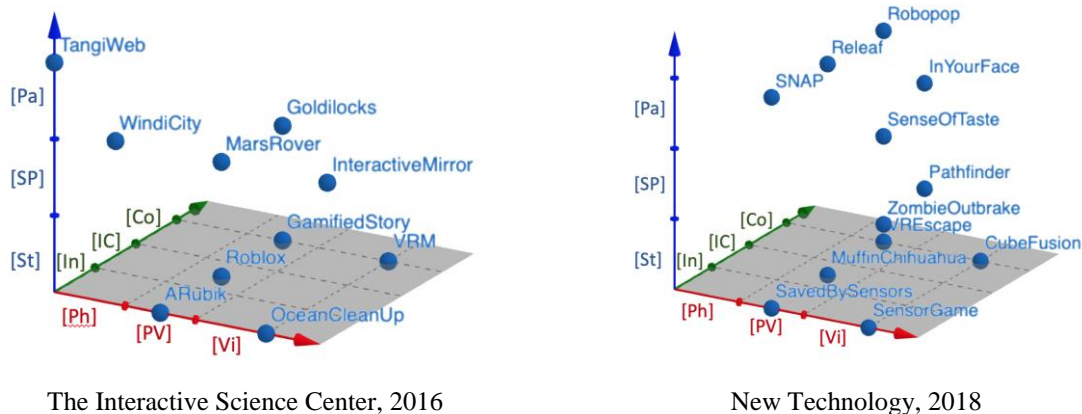 TangiWeb
[Pa]
WindiCity
Goldilocks
MarsRover
[SP]
InteractiveMirror
[Co]
[IC]
GamifiedStory
[St]
[In]
Roblox
VRM
ARubik
[Ph]
OceanCleanUp
[PV]
[Vi]
The Interactive Science Center, 2016
Robopop
Releaf
SNAP
InYourFace
[Pa]
SenseOfTaste
[SP]
Pathfinder
[Co]
ZombieOutbrake
[IC]
VREscape
[St]
[In]
CubeFusion
MuffinChihuahua
SavedBySensors
[Ph]
SensorGame
[PV]
[Vi]
New Technology, 2018